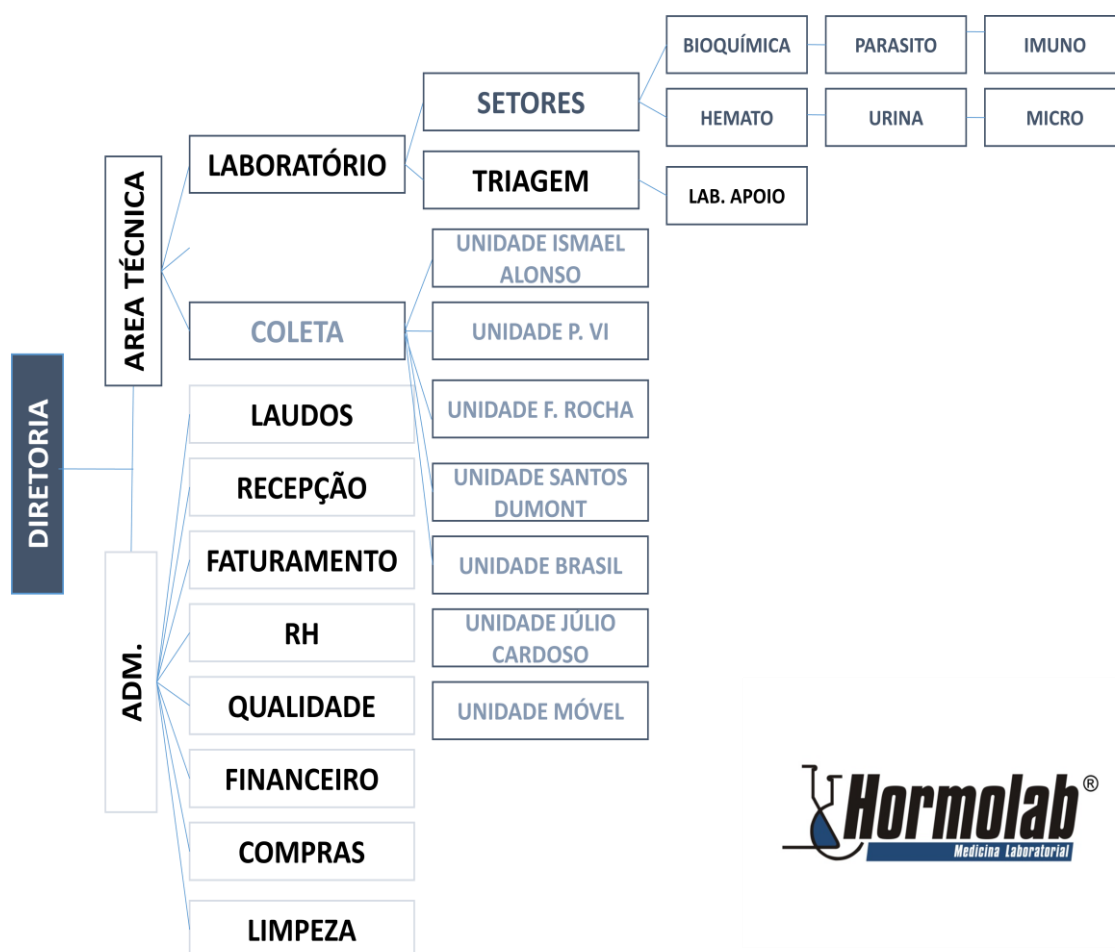 DIRETORIA
AREA TÉCNICA
ADM.
LABORATÓRIO
COLETA
LAUDOS
RECEPÇÃO
FATURAMENTO
RH
QUALIDADE
FINANCEIRO
COMPRAS
LIMPEZA
SETORES
TRIAGEM
UNIDADE ISMAEL
ALONSO
UNIDADE P. VI
UNIDADE F. ROCHA
UNIDADE SANTOS
DUMONT
UNIDADE BRASIL
UNIDADE JÚLIO
CARDOSO
UNIDADE MÓVEL
BIOQUÍMICA
PARASITO
IMUNO
HEMATO
URINA
MICRO
LAB. APOIO
Hormolab®
Medicina Laboratorial